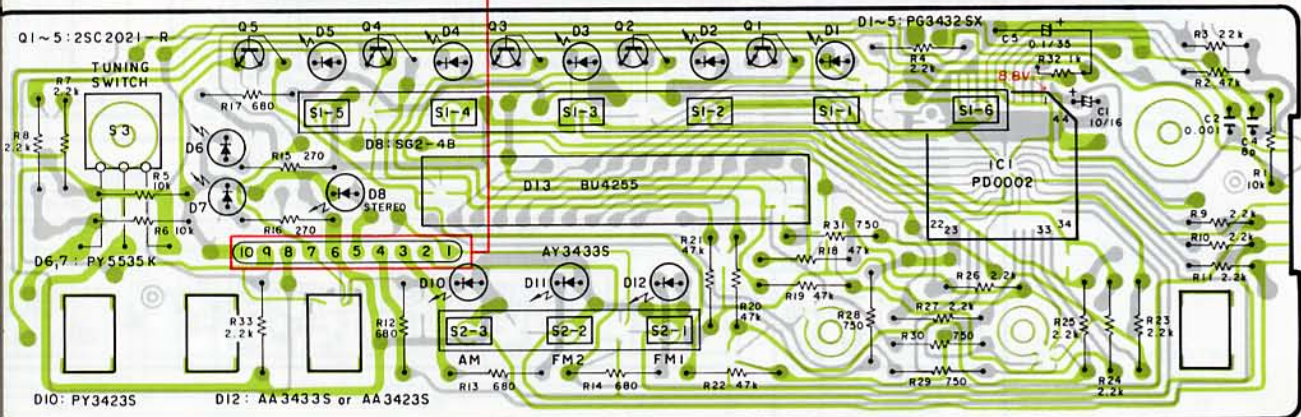 Q1~5:2SC2021-R
Q5
D5
Q4
D4
Q3
D3
Q2
D2
Q1
D1
D1~5:PG3432SX
C5
0.1/35
R3 22k
R4
2.2k
R32 1k
R2 47k
8.8V
TUNING
SWITCH
R7
2.2k
R17 680
S1-5
S1-4
S1-3
S1-2
S1-1
S1-6
44
C1
10/16
C2
0.001
C4
8p
S3
R8
2.2k
D6
D8:SG2-4B
IC1
PD0002
R15 270
R5
10k
D13 BU4255
R1
10k
D7
D8
STEREO
R6 10k
R16 270
22
23
33
34
R9 2.2k
R10 2.2k
R11 2.2k
R31 750
R21
47k
R18 47k
10 9 8 7 6 5 4 3 2 1
AY3433S
D6,7: PY5535K
D10
D11
D12
R26 2.2k
R19 47k
R20
47k
R28
750
R27 2.2k
R33
2.2k
R12
680
S2-3
S2-2
S2-1
R30 750
R25
2.2k
R23
2.2k
AM
FM2
FM1
R13 680
R14 680
R22 47k
R29 750
R24
2.2k
D10: PY3423S
D12: AA3433S or AA3423S